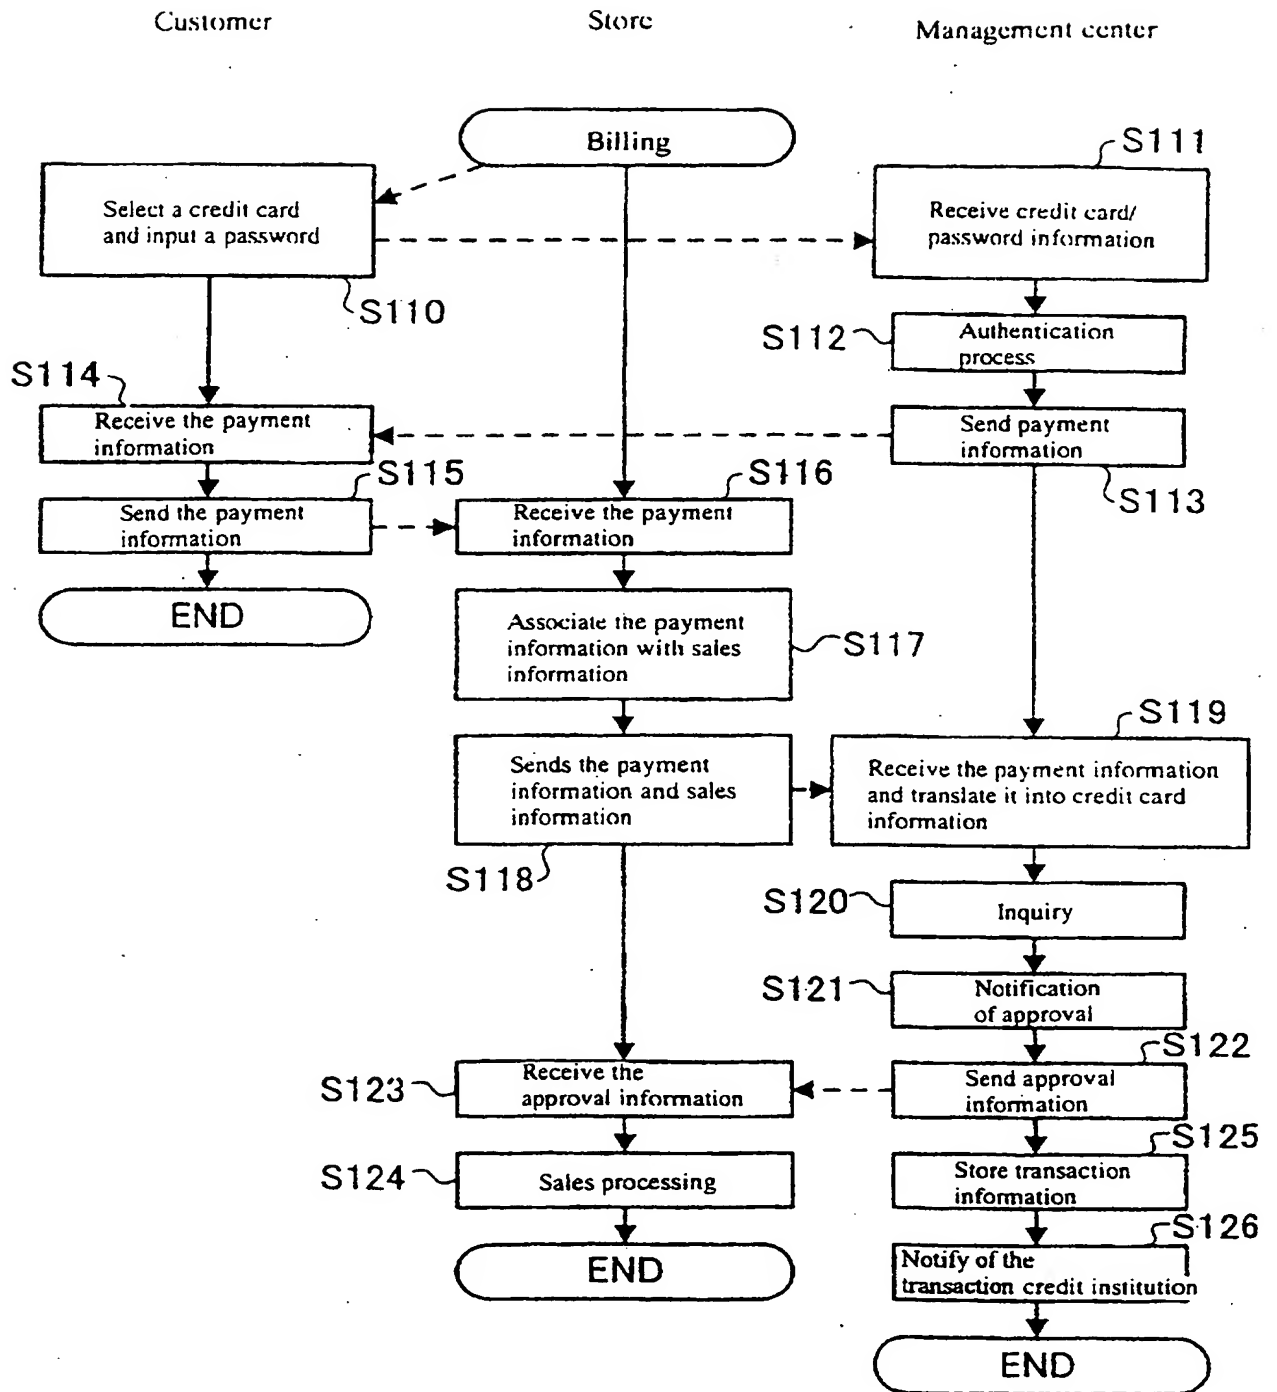 Customer
Store
Management center
Billing
S111
Select a credit card
and input a password
Receive credit card/
password information
S110
S112
Authentication
process
S114
Receive the payment
information
Send payment
information
S115
S116
S113
Send the payment
information
Receive the payment
information
END
Associate the payment
information with sales
information
S117
S119
Sends the payment
information and sales
information
Receive the payment information
and translate it into credit card
information
S118
S120
Inquiry
S121
Notification
of approval
S122
S123
Receive the
approval information
Send approval
information
S125
S124
Sales processing
Store transaction
information
S126
END
Notify of the
transaction credit institution
END